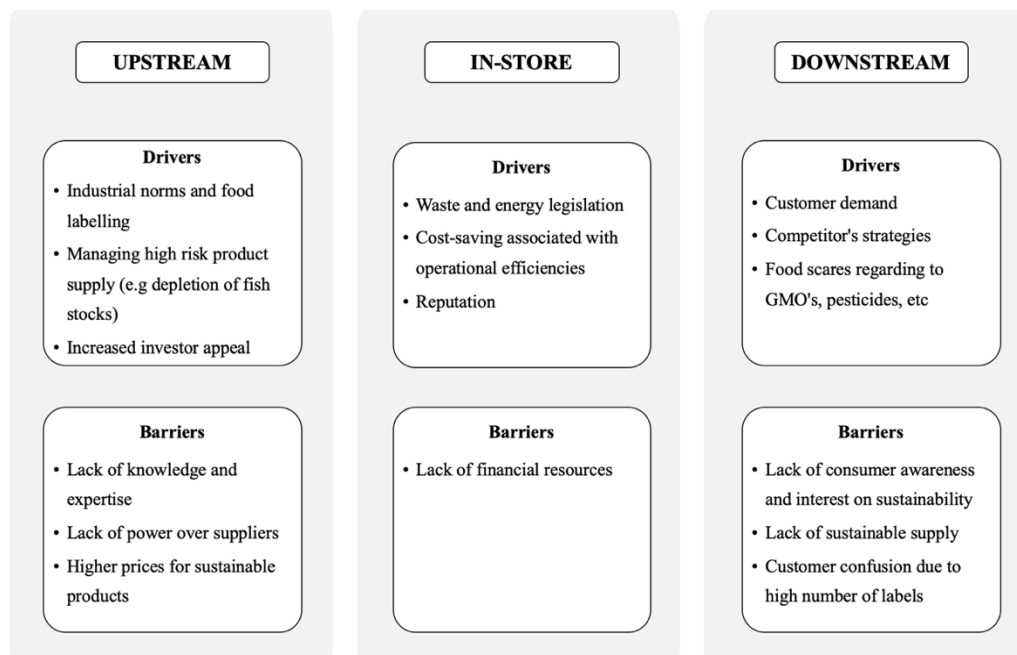 UPSTREAM
Drivers
• Industrial norms and food
labelling
• Managing high risk product
supply (e.g depletion of fish
stocks)
• Increased investor appeal
Barriers
• Lack of knowledge and
expertise
• Lack of power over suppliers
• Higher prices for sustainable
products
IN-STORE
Drivers
• Waste and energy legislation
• Cost-saving associated with
operational efficiencies
• Reputation
Barriers
• Lack of financial resources
DOWNSTREAM
Drivers
• Customer demand
• Competitor's strategies
• Food scares regarding to
GMO's, pesticides, etc
Barriers
• Lack of consumer awareness
and interest on sustainability
• Lack of sustainable supply
• Customer confusion due to
high number of labels